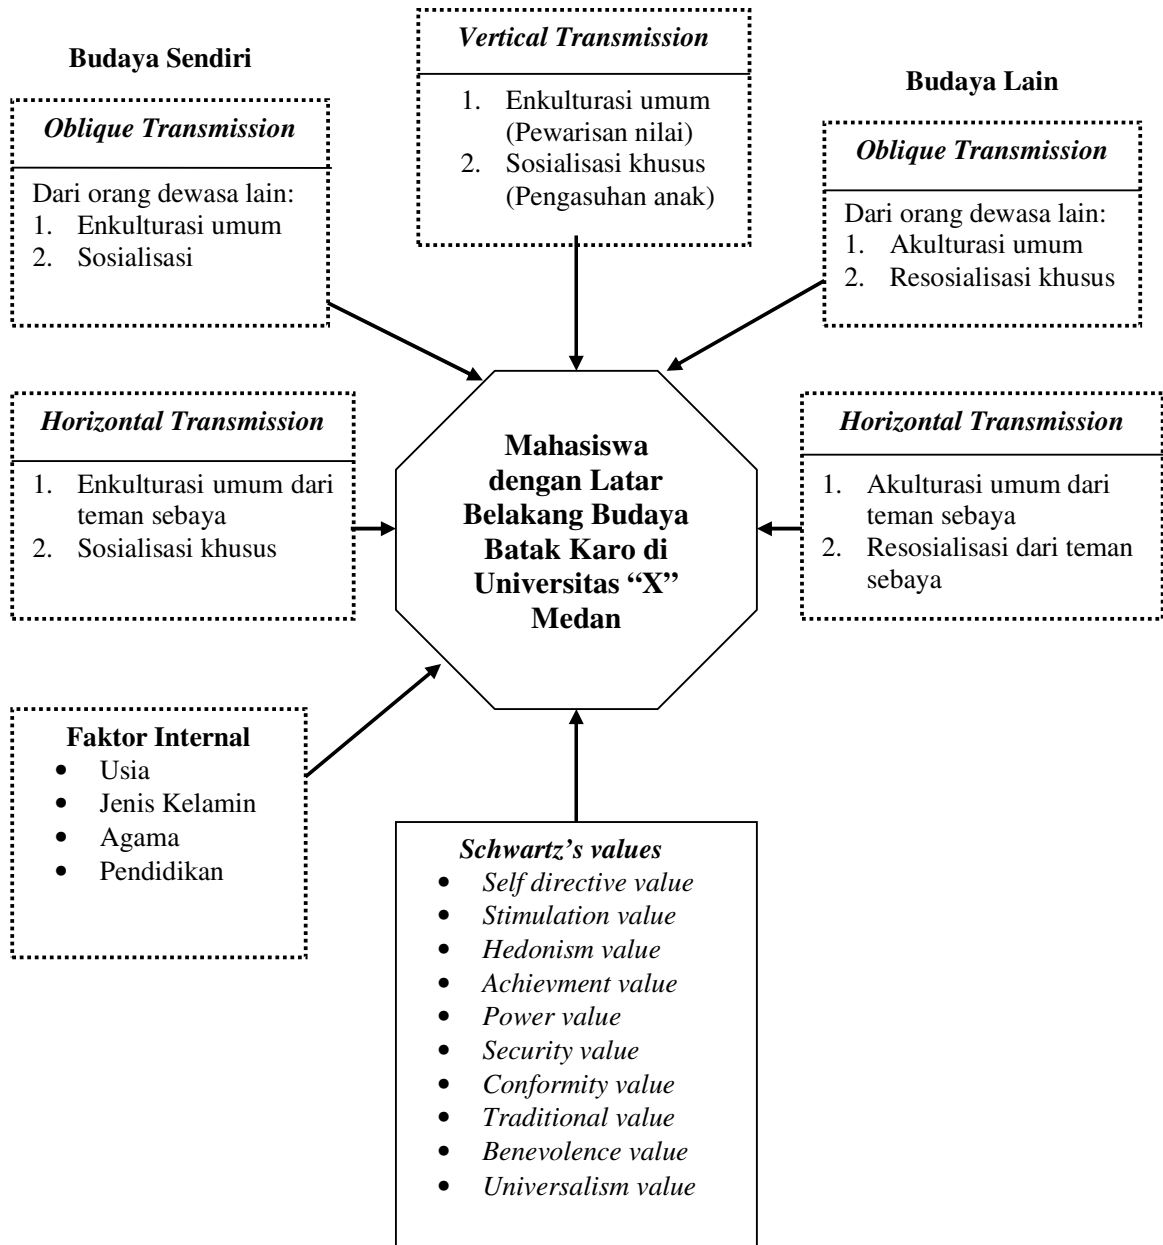 Vertical Transmission
1. Enkulturasi umum
(Pewarisan nilai)
2. Sosialisasi khusus
(Pengasuhan anak)
Budaya Sendiri
Oblique Transmission
Dari orang dewasa lain:
1. Enkulturasi umum
2. Sosialisasi
Budaya Lain
Oblique Transmission
Dari orang dewasa lain:
1. Akulturasi umum
2. Resosialisasi khusus
Horizontal Transmission
1. Enkulturasi umum dari
teman sebaya
2. Sosialisasi khusus
Mahasiswa
dengan Latar
Belakang Budaya
Batak Karo di
Universitas “X”
Medan
Horizontal Transmission
1. Akulturasi umum dari
teman sebaya
2. Resosialisasi dari teman
sebaya
Faktor Internal
• Usia
• Jenis Kelamin
• Agama
• Pendidikan
Schwartz’s values
• Self directive value
• Stimulation value
• Hedonism value
• Achievment value
• Power value
• Security value
• Conformity value
• Traditional value
• Benevolence value
• Universalism value